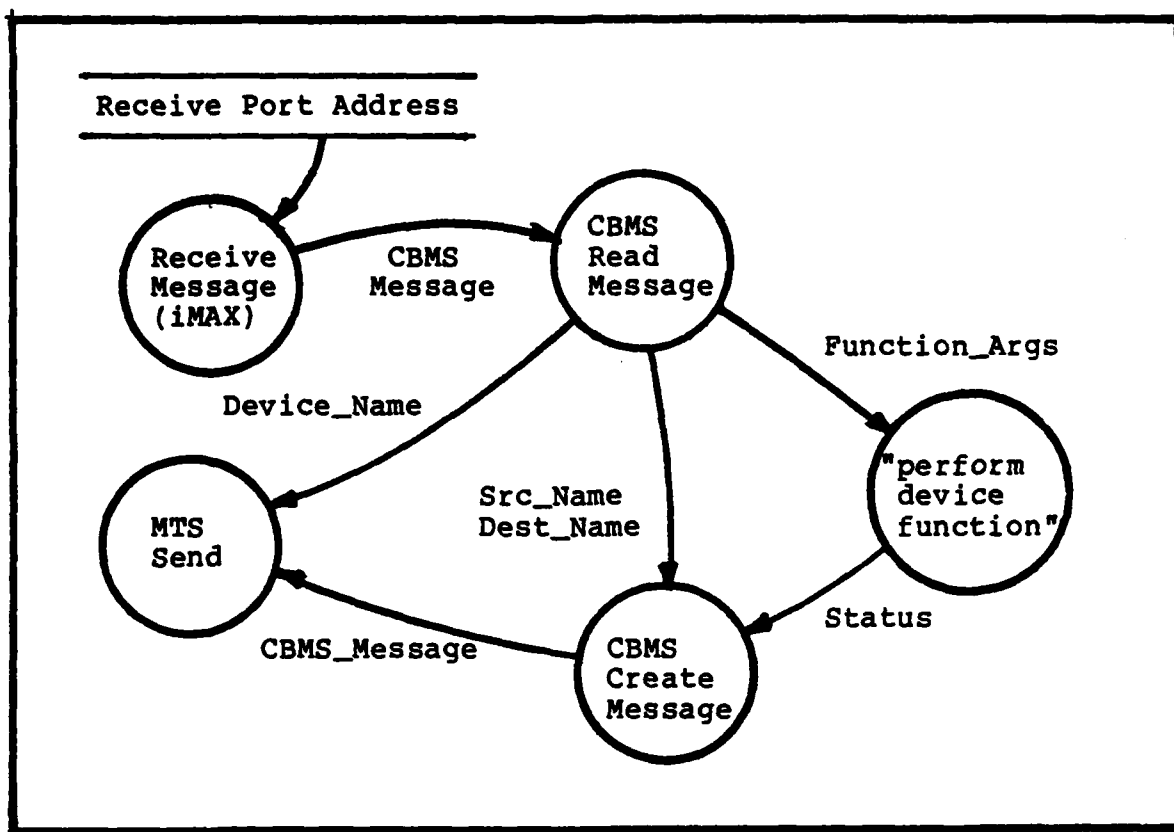 Receive Port Address
Receive
Message
(iMAX)
CBMS
Message
CBMS
Read
Message
Function_Args
Device_Name
"perform
device
function"
Src_Name
Dest_Name
MTS
Send
Status
CBMS_Message
CBMS
Create
Message